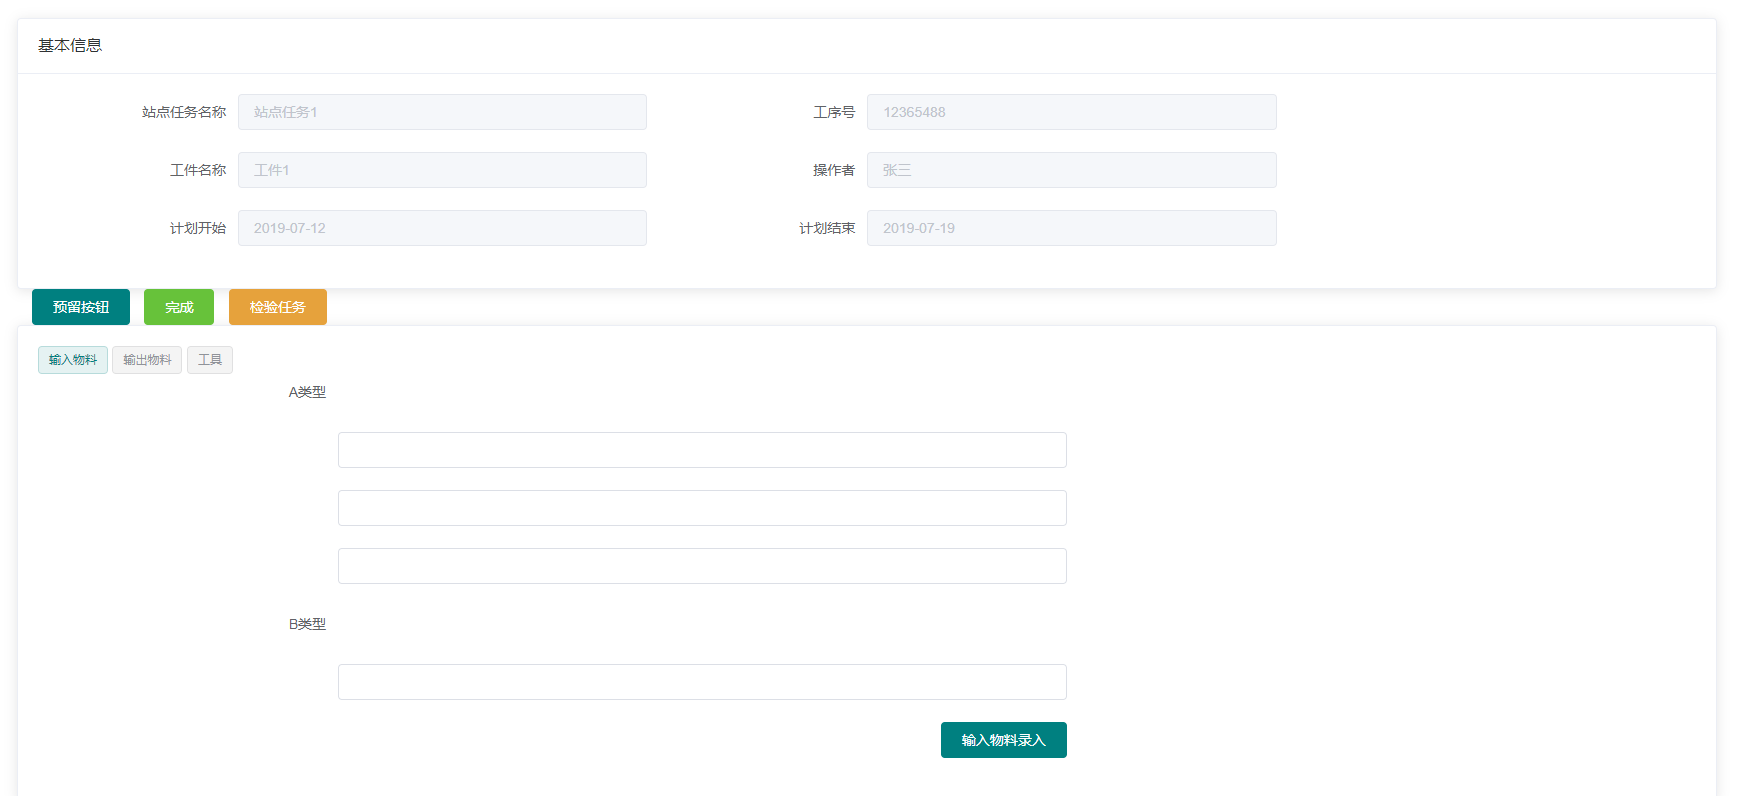 基本信息
站点任务名称 站点任务1 工序号 12365488
工件名称 工件1 操作者 张三
计划开始 2019-07-12 计划结束 2019-07-19
预留按钮 完成 检验任务
输入物料 输出物料 工具
A类型
B类型
输入物料录入